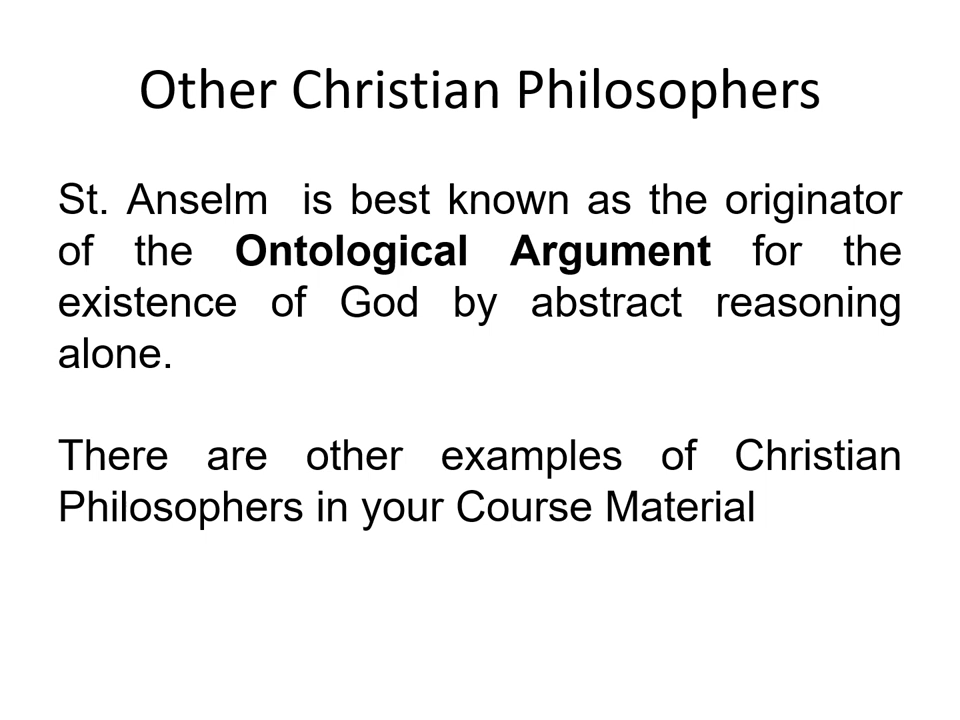 Other Christian Philosophers
St. Anselm  is best known as the originator
of the Ontological Argument for the
existence of God by abstract reasoning
alone.
There are other examples of Christian
Philosophers in your Course Material